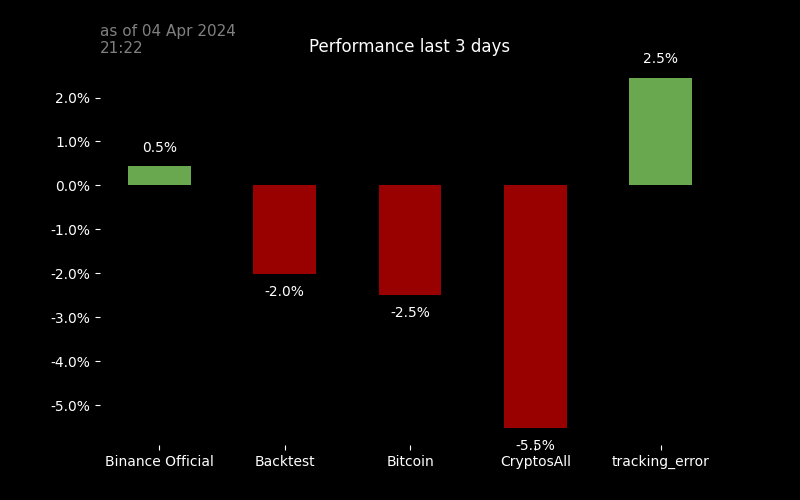 as of 04 Apr 2024
21:22
Performance last 3 days
2.5%
2.0%
1.0%
0.5%
0.0%
-1.0%
-2.0%
-2.0%
-2.5%
-3.0%
-4.0%
-5.0%
-5.5%
Binance Official
Backtest
Bitcoin
CryptosAll
tracking_error